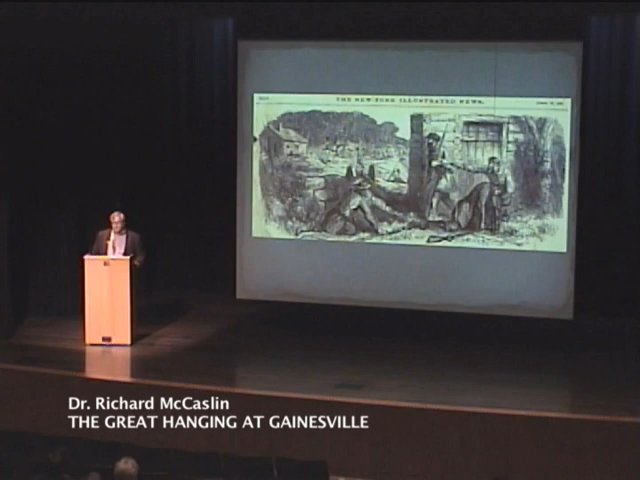 THE NEW-YORK ILLUSTRATED NEWS.
Dr. Richard McCaslin
THE GREAT HANGING AT GAINESVILLE